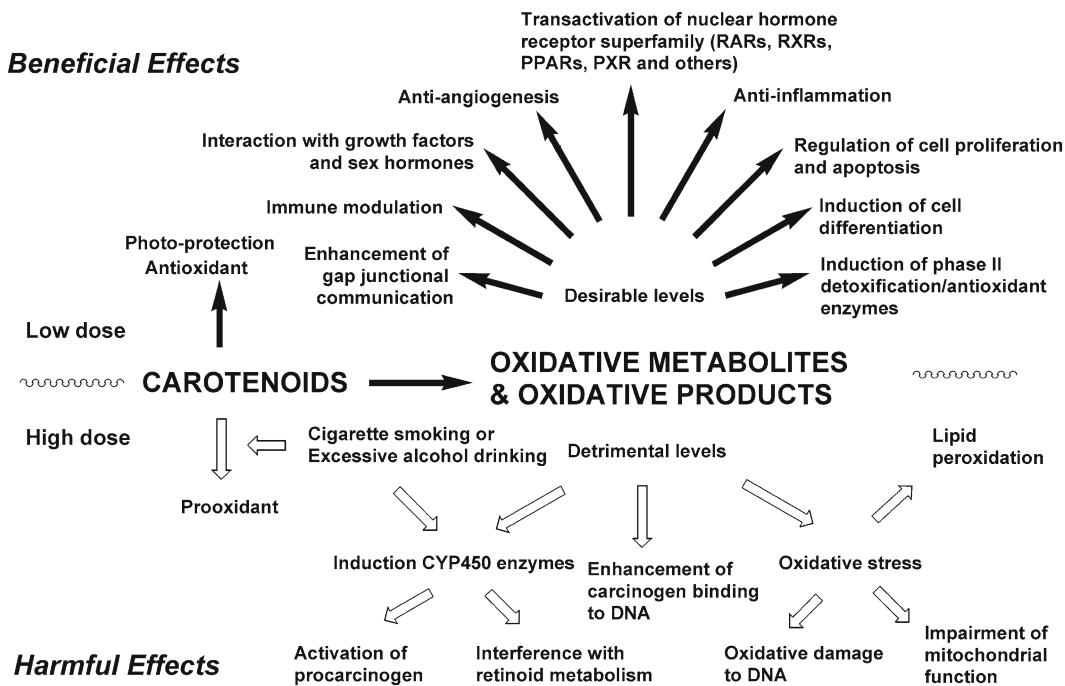 Transactivation of nuclear hormone
receptor superfamily (RARs, RXRs,
PPARs, PXR and others)
Beneficial Effects
Anti-angiogenesis
Anti-inflammation
Interaction with growth factors
and sex hormones
Regulation of cell proliferation
and apoptosis
Immune modulation
Induction of cell
differentiation
Photo-protection
Antioxidant
Enhancement of
gap junctional
communication
Desirable levels
Induction of phase II
detoxification/antioxidant
enzymes
Low dose
CAROTENOIDS
OXIDATIVE METABOLITES
& OXIDATIVE PRODUCTS
High dose
Cigarette smoking or
Excessive alcohol drinking
Detrimental levels
Lipid
peroxidation
Prooxidant
Induction CYP450 enzymes
Enhancement of
carcinogen binding
to DNA
Oxidative stress
Harmful Effects
Activation of
procarcinogen
Interference with
retinoid metabolism
Oxidative damage
to DNA
Impairment of
mitochondrial
function